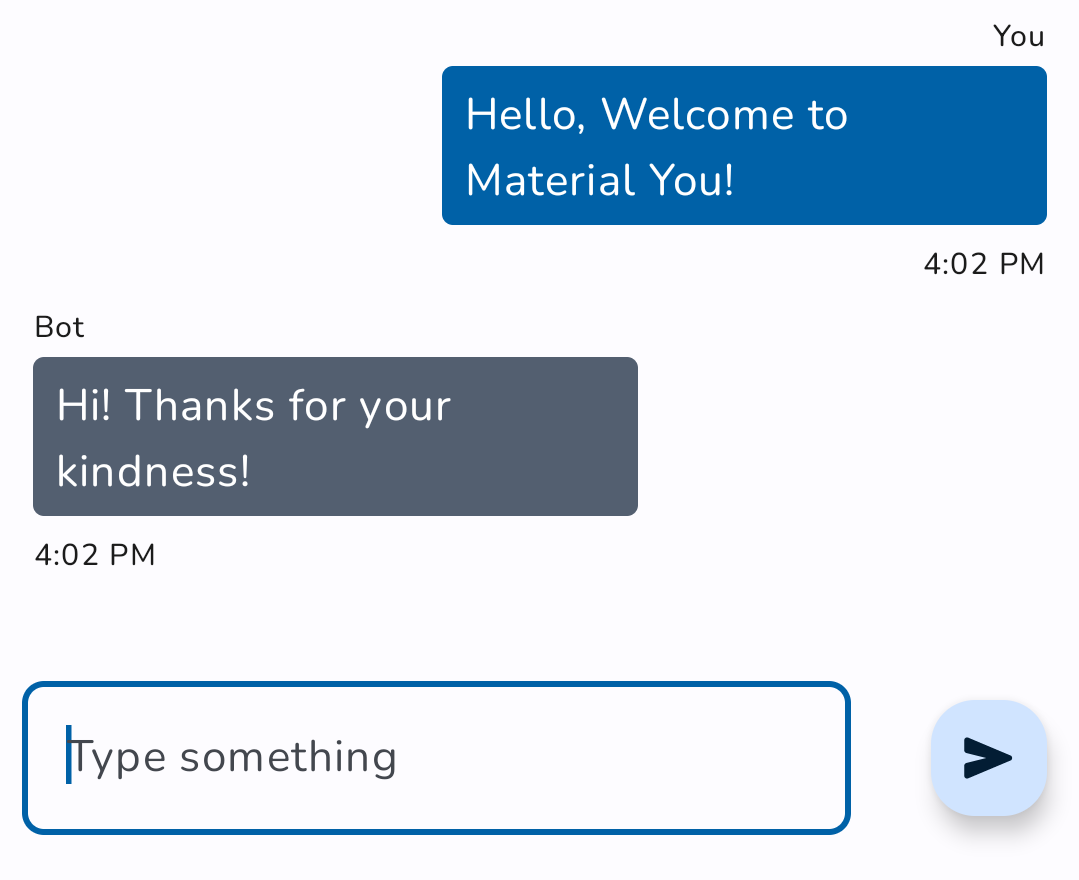 You
Hello, Welcome to
Material You!
4:02 PM
Bot
Hi! Thanks for your
kindness!
4:02 PM
Type something